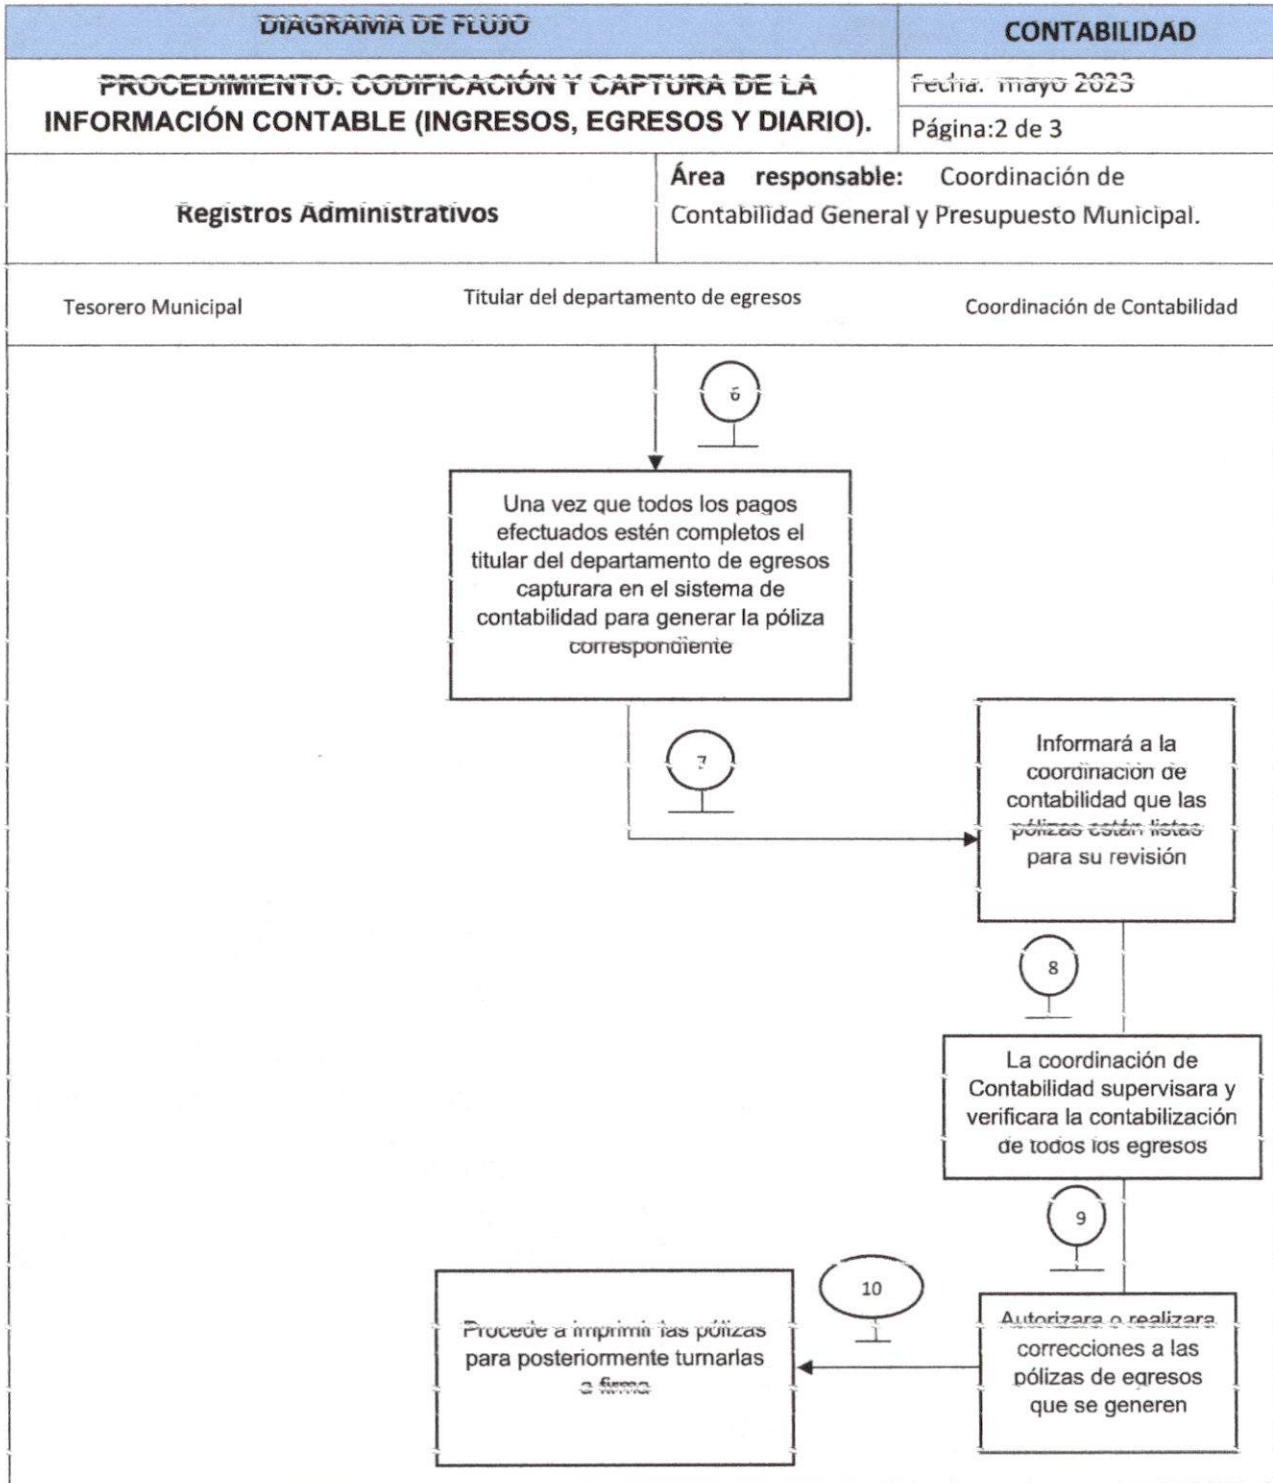 DIAGRAMA DE FLUJO
CONTABILIDAD
PROCEDIMIENTO: CODIFICACIÓN Y CAPTURA DE LA
INFORMACIÓN CONTABLE (INGRESOS, EGRESOS Y DIARIO).
Fecha: mayo 2023
Página:2 de 3
Registros Administrativos
Área responsable: Coordinación de
Contabilidad General y Presupuesto Municipal.
Tesorero Municipal
Titular del departamento de egresos
Coordinación de Contabilidad
6
Una vez que todos los pagos
efectuados estén completos el
titular del departamento de egresos
capturara en el sistema de
contabilidad para generar la póliza
correspondiente
7
Informará a la
coordinación de
contabilidad que las
pólizas están listas
para su revisión
8
La coordinación de
Contabilidad supervisara y
verificara la contabilización
de todos los egresos
9
Autorizara o realizara
correcciones a las
pólizas de egresos
que se generen
10
Procede a imprimir las pólizas
para posteriormente turnarlas
a firma